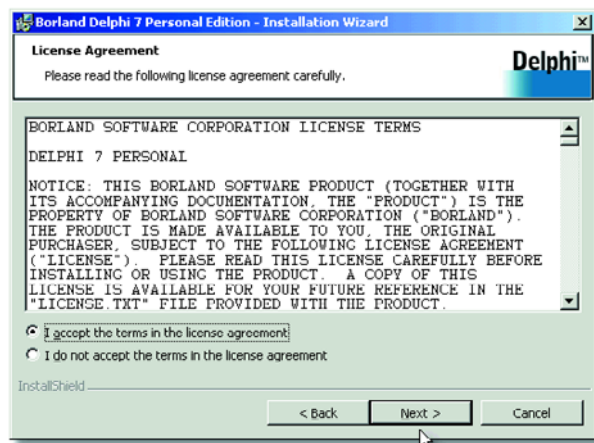 Borland Delphi 7 Personal Edition - Installation Wizard
License Agreement
Please read the following license agreement carefully.
Delphi™
BORLAND SOFTWARE CORPORATION LICENSE TERMS
DELPHI 7 PERSONAL
NOTICE: THIS BORLAND SOFTWARE PRODUCT (TOGETHER WITH
ITS ACCOMPANYING DOCUMENTATION, THE "PRODUCT") IS THE
PROPERTY OF BORLAND SOFTWARE CORPORATION ("BORLAND").
THE PRODUCT IS MADE AVAILABLE TO YOU, THE ORIGINAL
PURCHASER, SUBJECT TO THE FOLLOWING LICENSE AGREEMENT
("LICENSE"). PLEASE READ THIS LICENSE CAREFULLY BEFORE
INSTALLING OR USING THE PRODUCT. A COPY OF THIS
LICENSE IS AVAILABLE FOR YOUR FUTURE REFERENCE IN THE
"LICENSE.TXT" FILE PROVIDED WITH THE PRODUCT.
I accept the terms in the license agreement
I do not accept the terms in the license agreement
InstallShield
< Back
Next >
Cancel